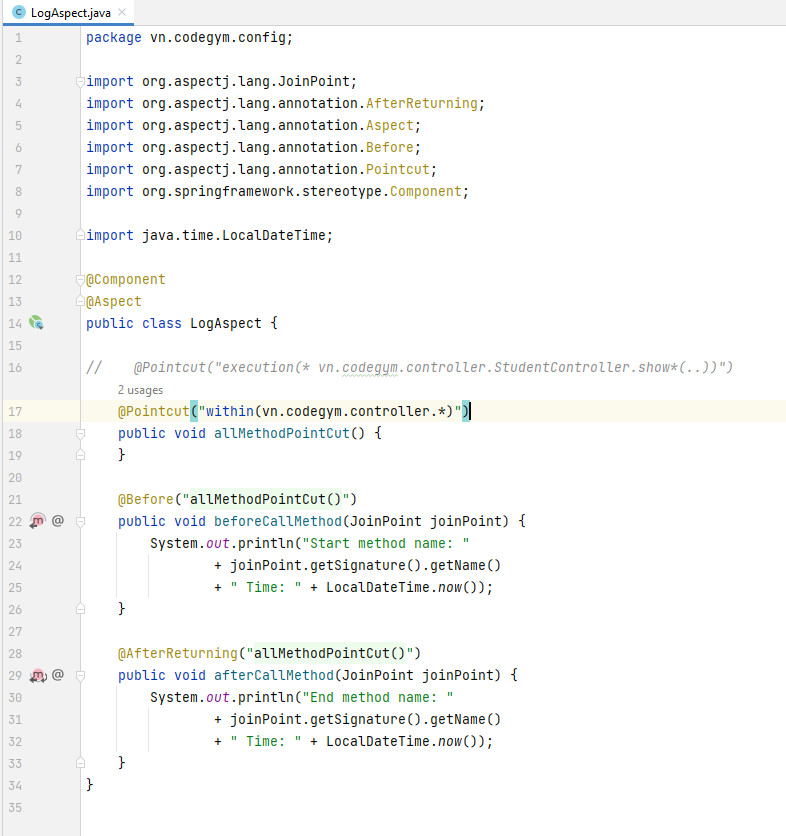 LogAspect.java
1 package vn.codegym.config;
2
3 import org.aspectj.lang.JoinPoint;
4 import org.aspectj.lang.annotation.AfterReturning;
5 import org.aspectj.lang.annotation.Aspect;
6 import org.aspectj.lang.annotation.Before;
7 import org.aspectj.lang.annotation.Pointcut;
8 import org.springframework.stereotype.Component;
9
10 import java.time.LocalDateTime;
11
12 @Component
13 @Aspect
14 public class LogAspect {
15
16 //    @Pointcut("execution(* vn.codegym.controller.StudentController.show*(..))")
2 usages
17     @Pointcut("within(vn.codegym.controller.*)")
18     public void allMethodPointCut() {
19     }
20
21     @Before("allMethodPointCut()")
22     public void beforeCallMethod(JoinPoint joinPoint) {
23         System.out.println("Start method name: "
24                 + joinPoint.getSignature().getName()
25                 + " Time: " + LocalDateTime.now());
26     }
27
28     @AfterReturning("allMethodPointCut()")
29     public void afterCallMethod(JoinPoint joinPoint) {
30         System.out.println("End method name: "
31                 + joinPoint.getSignature().getName()
32                 + " Time: " + LocalDateTime.now());
33     }
34 }
35